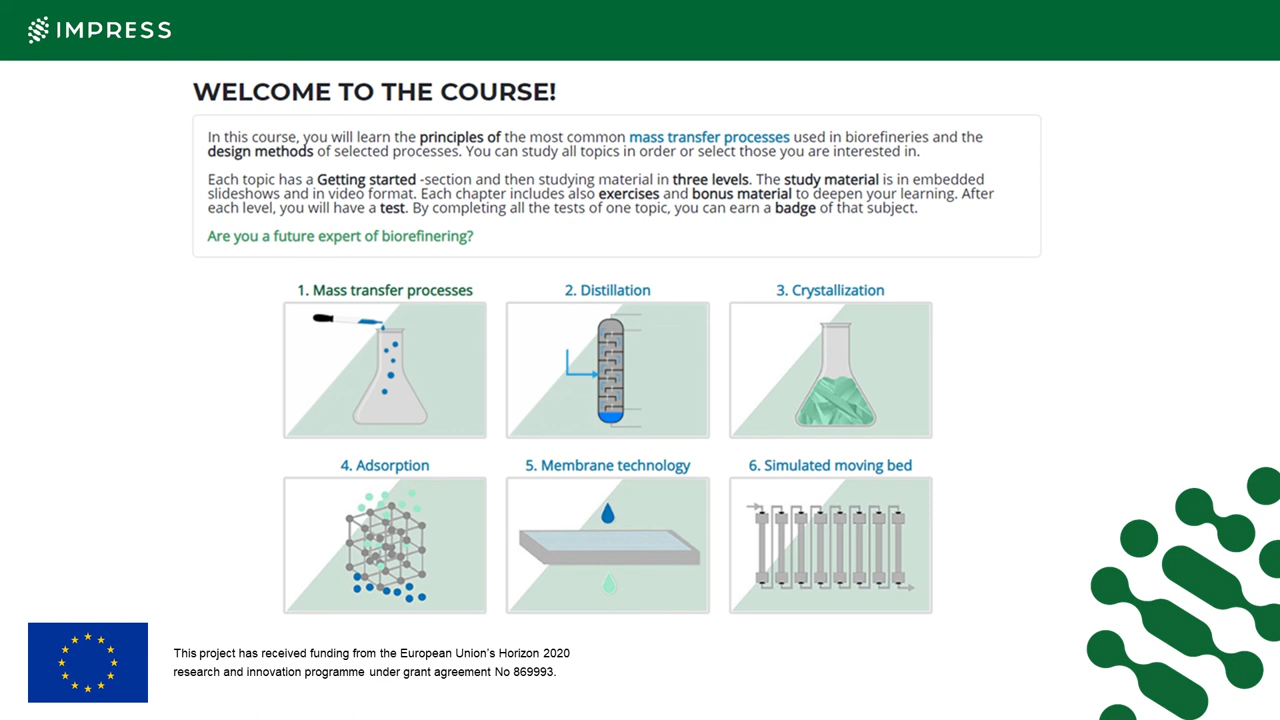 IMPRESS
WELCOME TO THE COURSE!
In this course, you will learn the principles of the most common mass transfer processes used in biorefineries and the
design methods of selected processes. You can study all topics in order or select those you are interested in.
Each topic has a Getting started -section and then studying material in three levels. The study material is in embedded
slideshows and in video format. Each chapter includes also exercises and bonus material to deepen your learning. After
each level, you will have a test. By completing all the tests of one topic, you can earn a badge of that subject.
Are you a future expert of biorefinering?
1. Mass transfer processes
2. Distillation
3. Crystallization
4. Adsorption
5. Membrane technology
6. Simulated moving bed
This project has received funding from the European Union’s Horizon 2020
research and innovation programme under grant agreement No 869993.